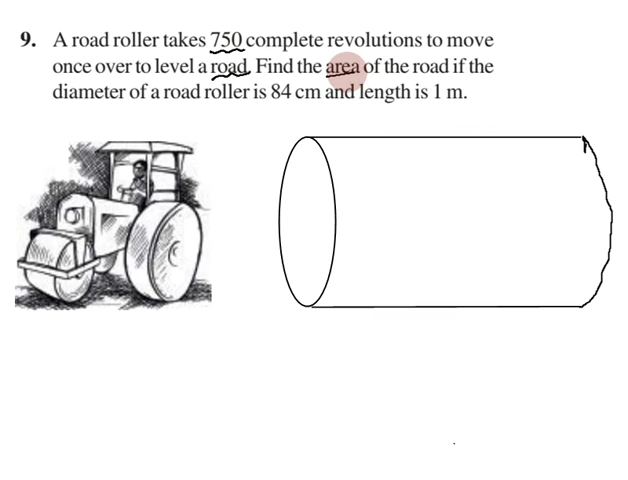 9. A road roller takes 750 complete revolutions to move
once over to level a road. Find the area of the road if the
diameter of a road roller is 84 cm and length is 1 m.